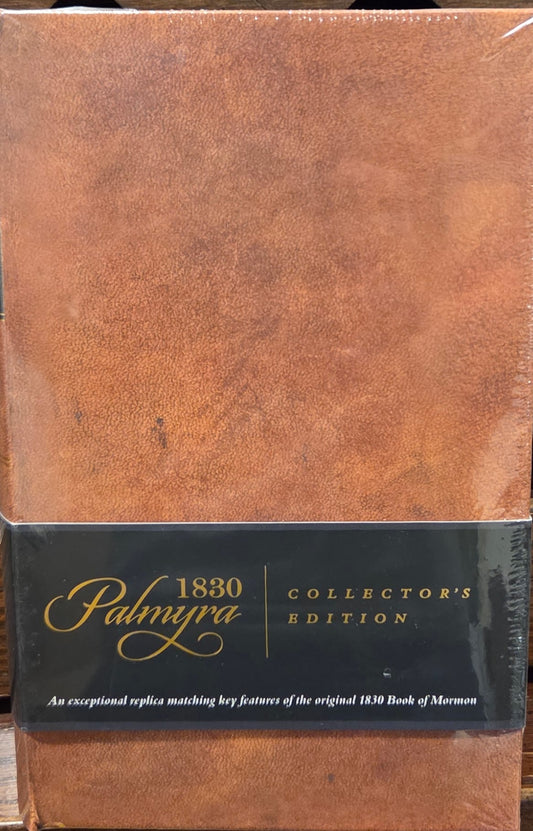 1830
Palmyra
COLLECTOR'S
EDITION
An exceptional replica matching key features of the original 1830 Book of Mormon